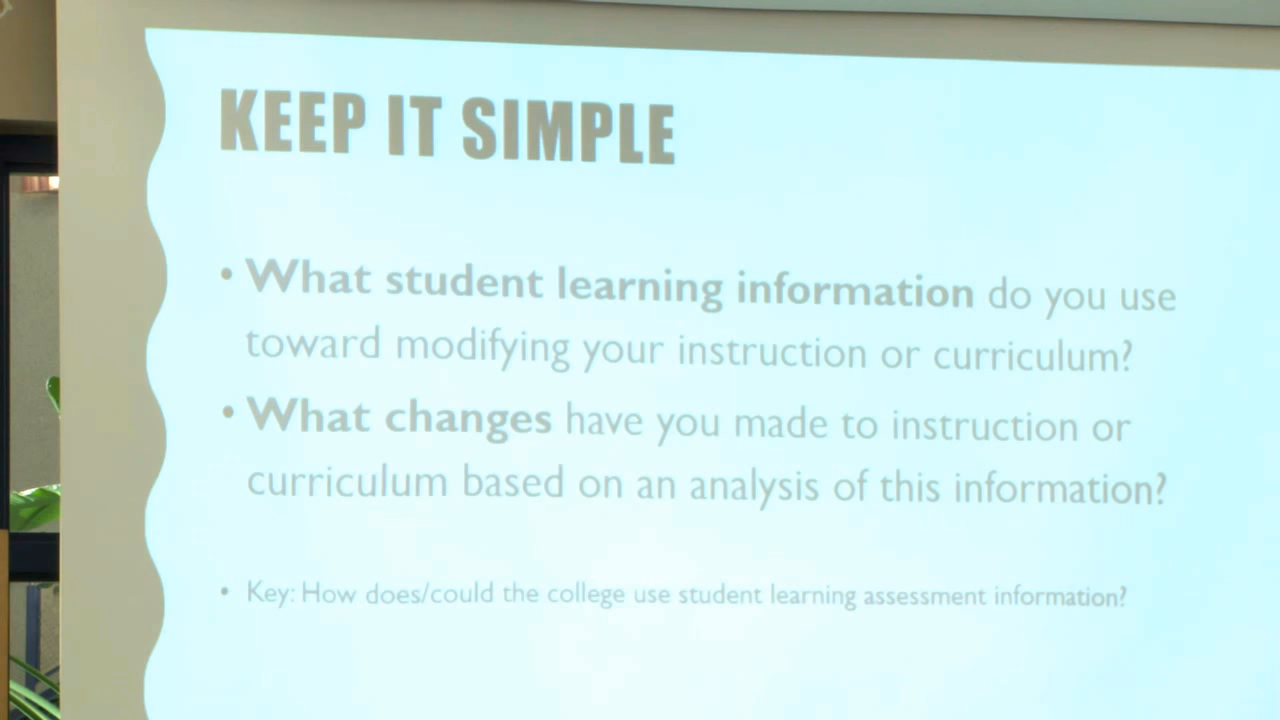 KEEP IT SIMPLE
• What student learning information do you use
toward modifying your instruction or curriculum?
• What changes have you made to instruction or
curriculum based on an analysis of this information?
• Key: How does/could the college use student learning assessment information?